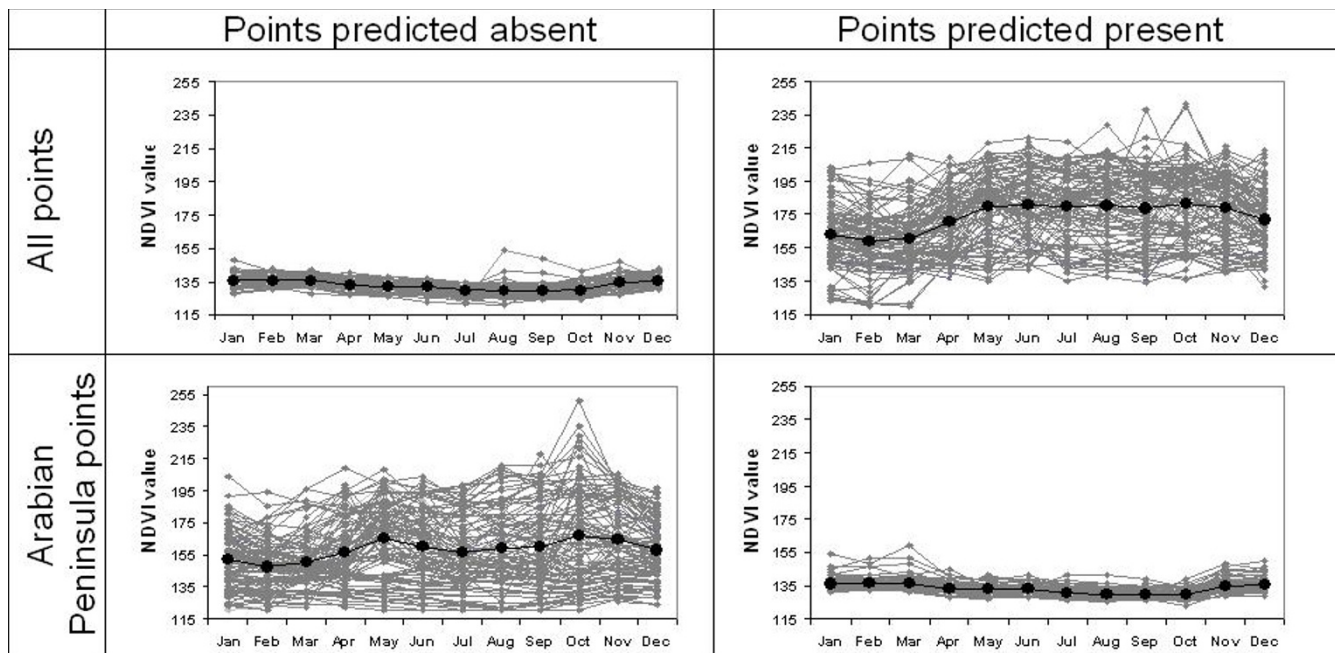 Points predicted absent
Points predicted present
All points
NDVI value
255
235
215
195
175
155
135
115
Jan Feb Mar Apr May Jun Jul Aug Sep Oct Nov Dec
NDVI value
255
235
215
195
175
155
135
115
Jan Feb Mar Apr May Jun Jul Aug Sep Oct Nov Dec
Arabian
Peninsula points
NDVI value
255
235
215
195
175
155
135
115
Jan Feb Mar Apr May Jun Jul Aug Sep Oct Nov Dec
NDVI value
255
235
215
195
175
155
135
115
Jan Feb Mar Apr May Jun Jul Aug Sep Oct Nov Dec